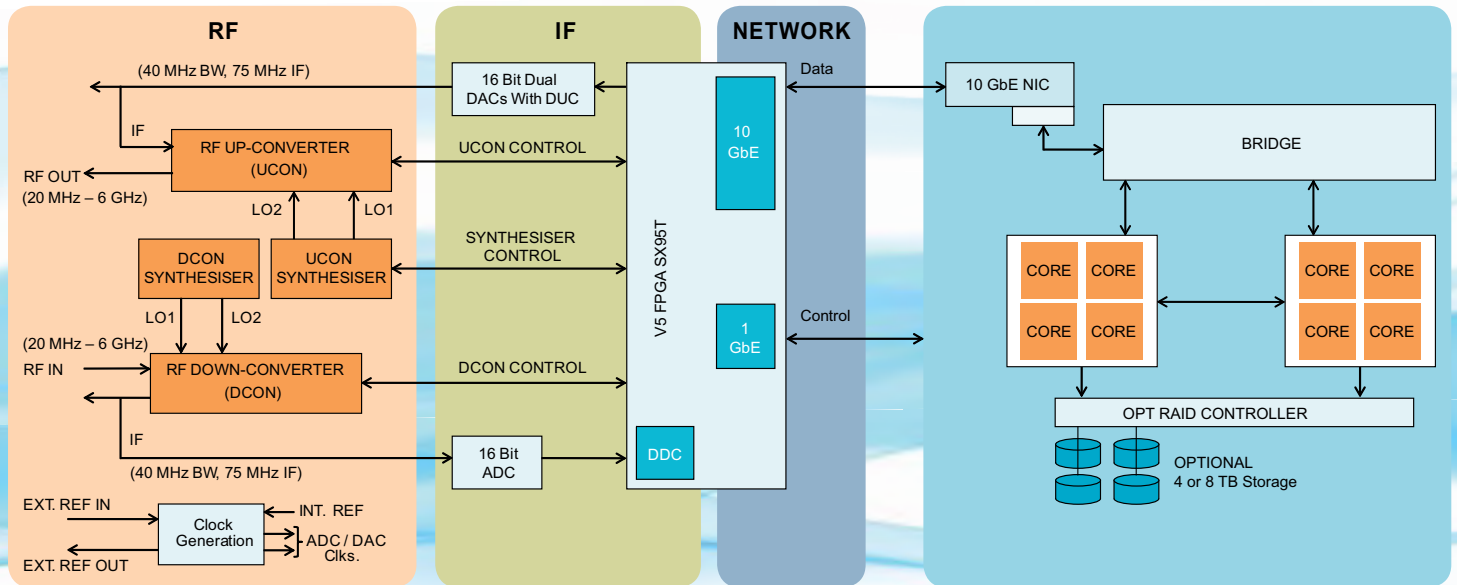 RF
IF
NETWORK
(40 MHz BW, 75 MHz IF)
16 Bit Dual
DACs With DUC
Data
10 GbE NIC
IF
RF UP-CONVERTER
(UCON)
UCON CONTROL
10
GbE
BRIDGE
RF OUT
(20 MHz – 6 GHz)
LO2
LO1
DCON
SYNTHESISER
UCON
SYNTHESISER
SYNTHESISER
CONTROL
V5 FPGA SX95T
CORE
CORE
CORE
CORE
CORE
CORE
CORE
CORE
LO1
LO2
1
GbE
Control
(20 MHz – 6 GHz)
RF IN
RF DOWN-CONVERTER
(DCON)
DCON CONTROL
OPT RAID CONTROLLER
IF
(40 MHz BW, 75 MHz IF)
16 Bit
ADC
DDC
OPTIONAL
4 or 8 TB Storage
EXT. REF IN
Clock
Generation
INT. REF
ADC / DAC
Clks.
EXT. REF OUT